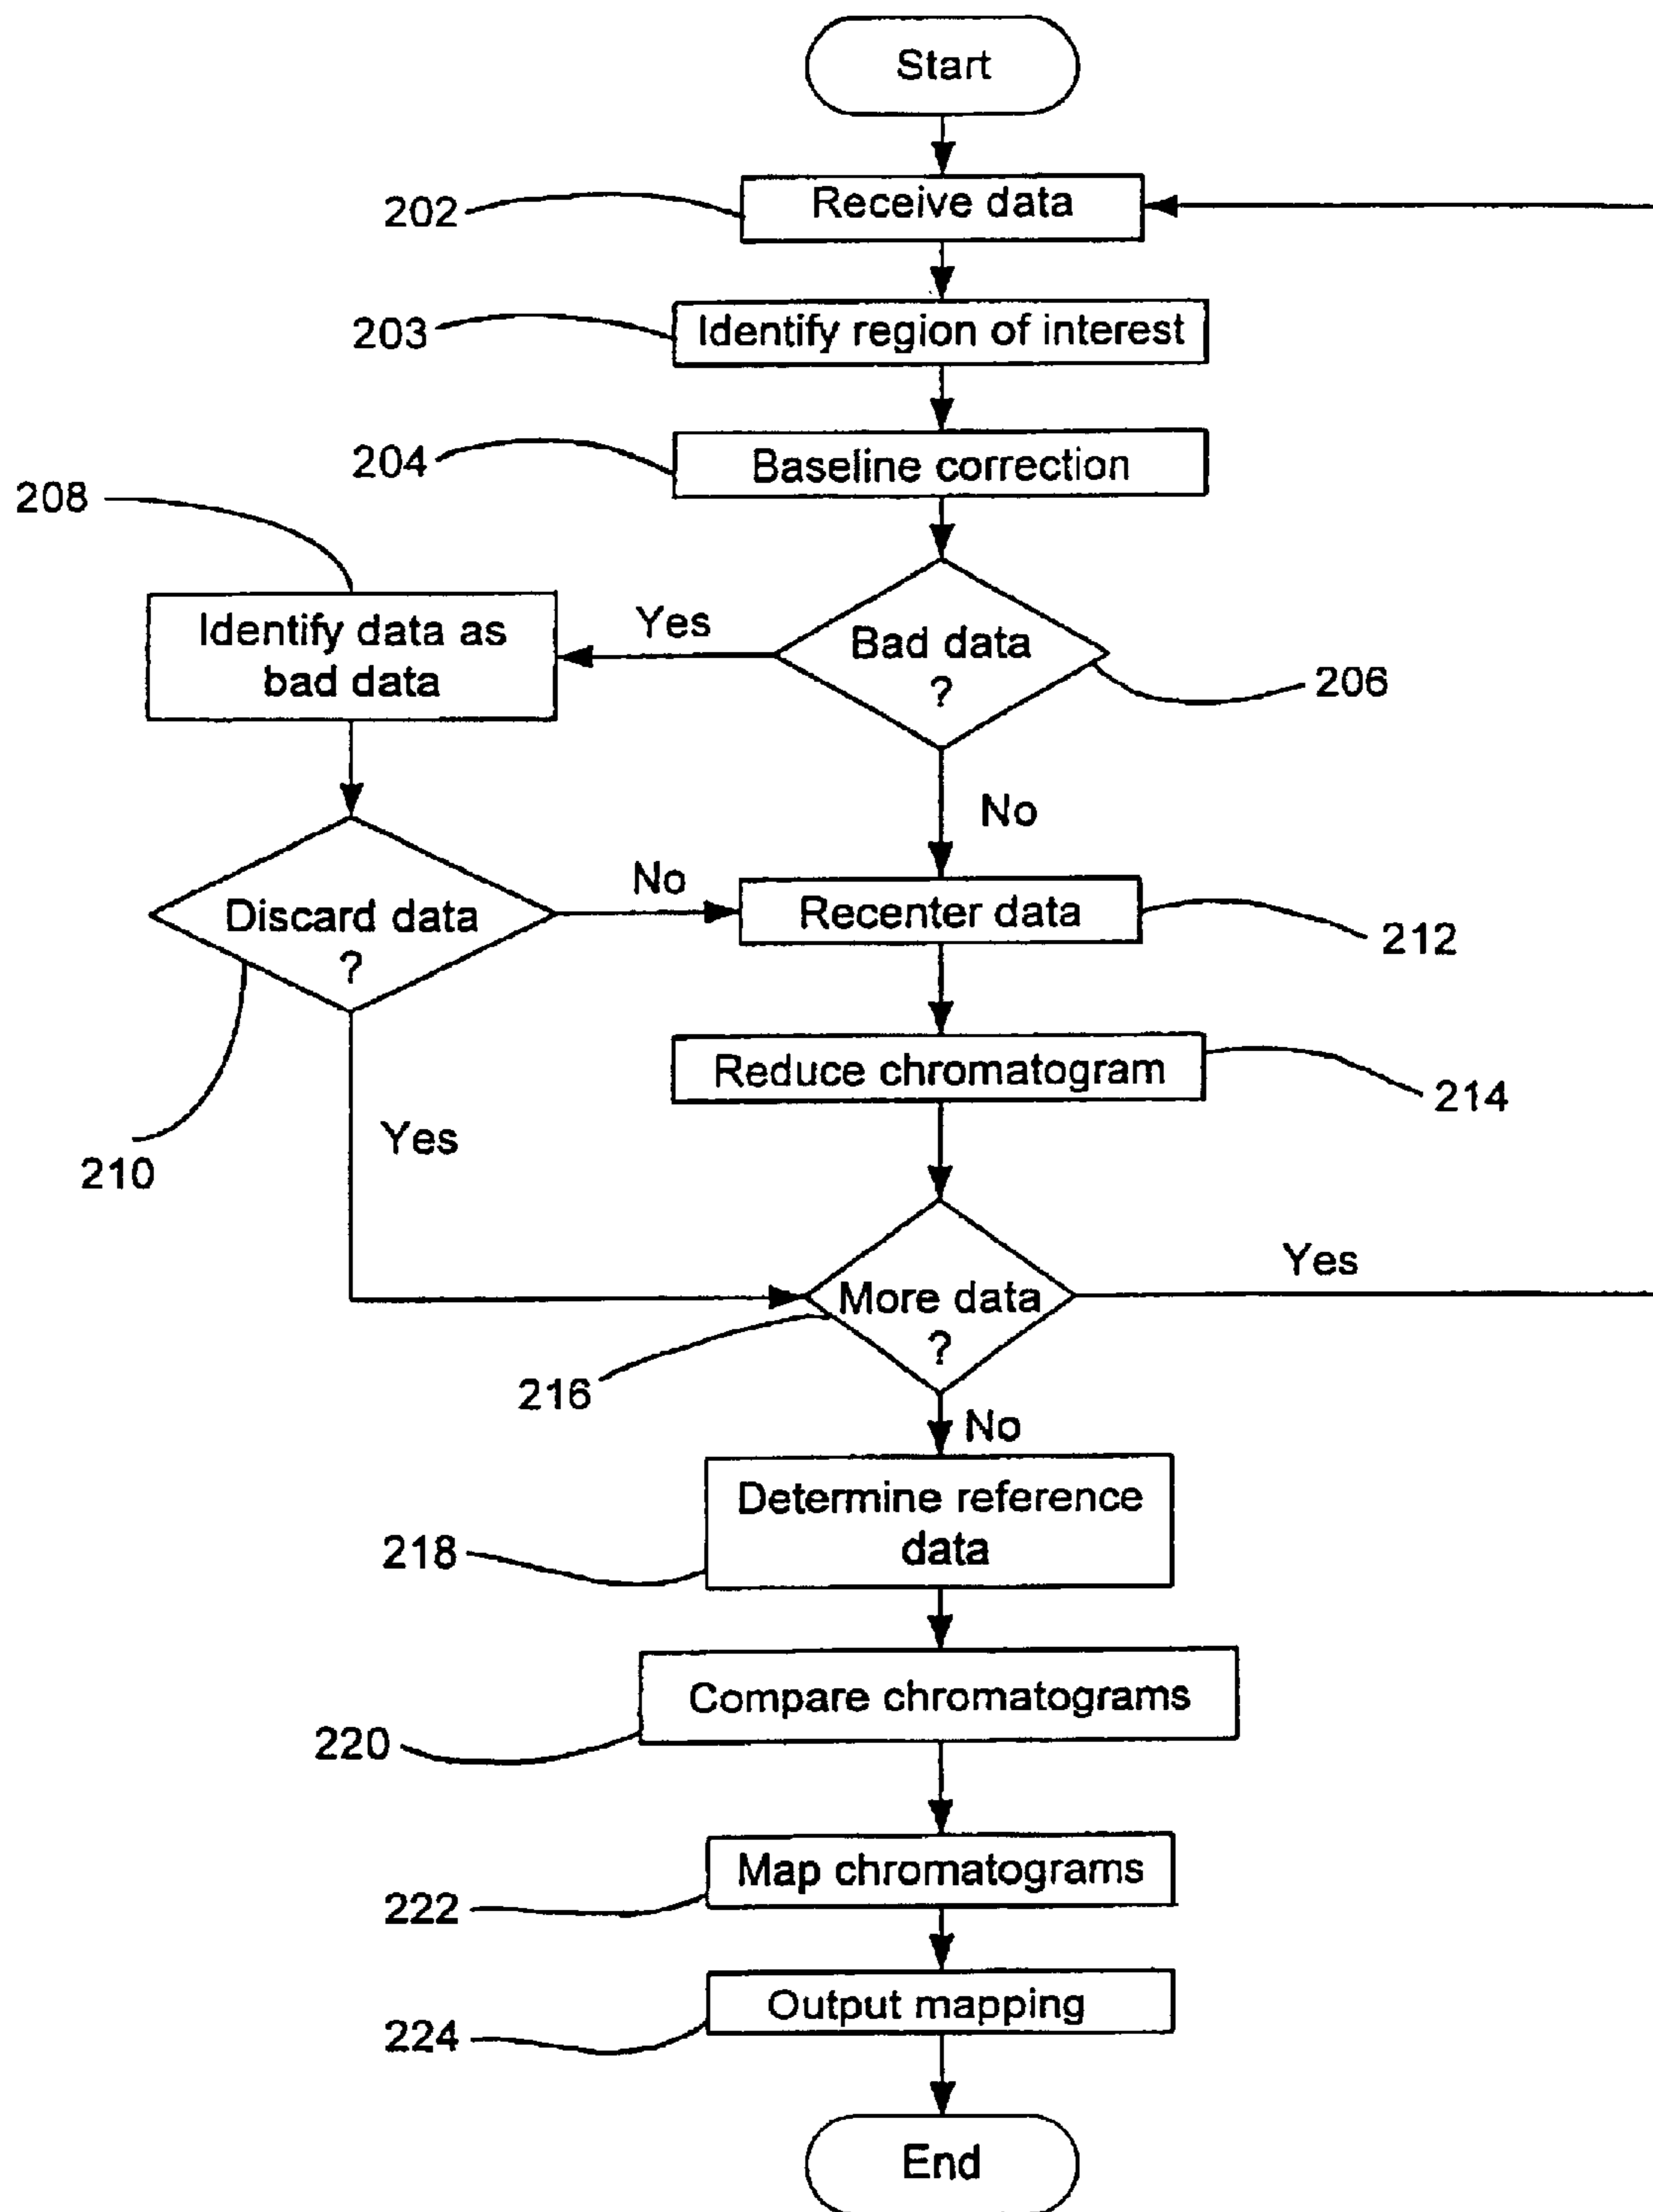 Start
202
Receive data
203
Identify region of interest
204
Baseline correction
208
Identify data as
bad data
Yes
Bad data
?
206
No
Discard data
?
210
No
Recenter data
212
Reduce chromatogram
214
Yes
More data
?
216
Yes
No
Determine reference
data
218
Compare chromatograms
220
Map chromatograms
222
Output mapping
224
End